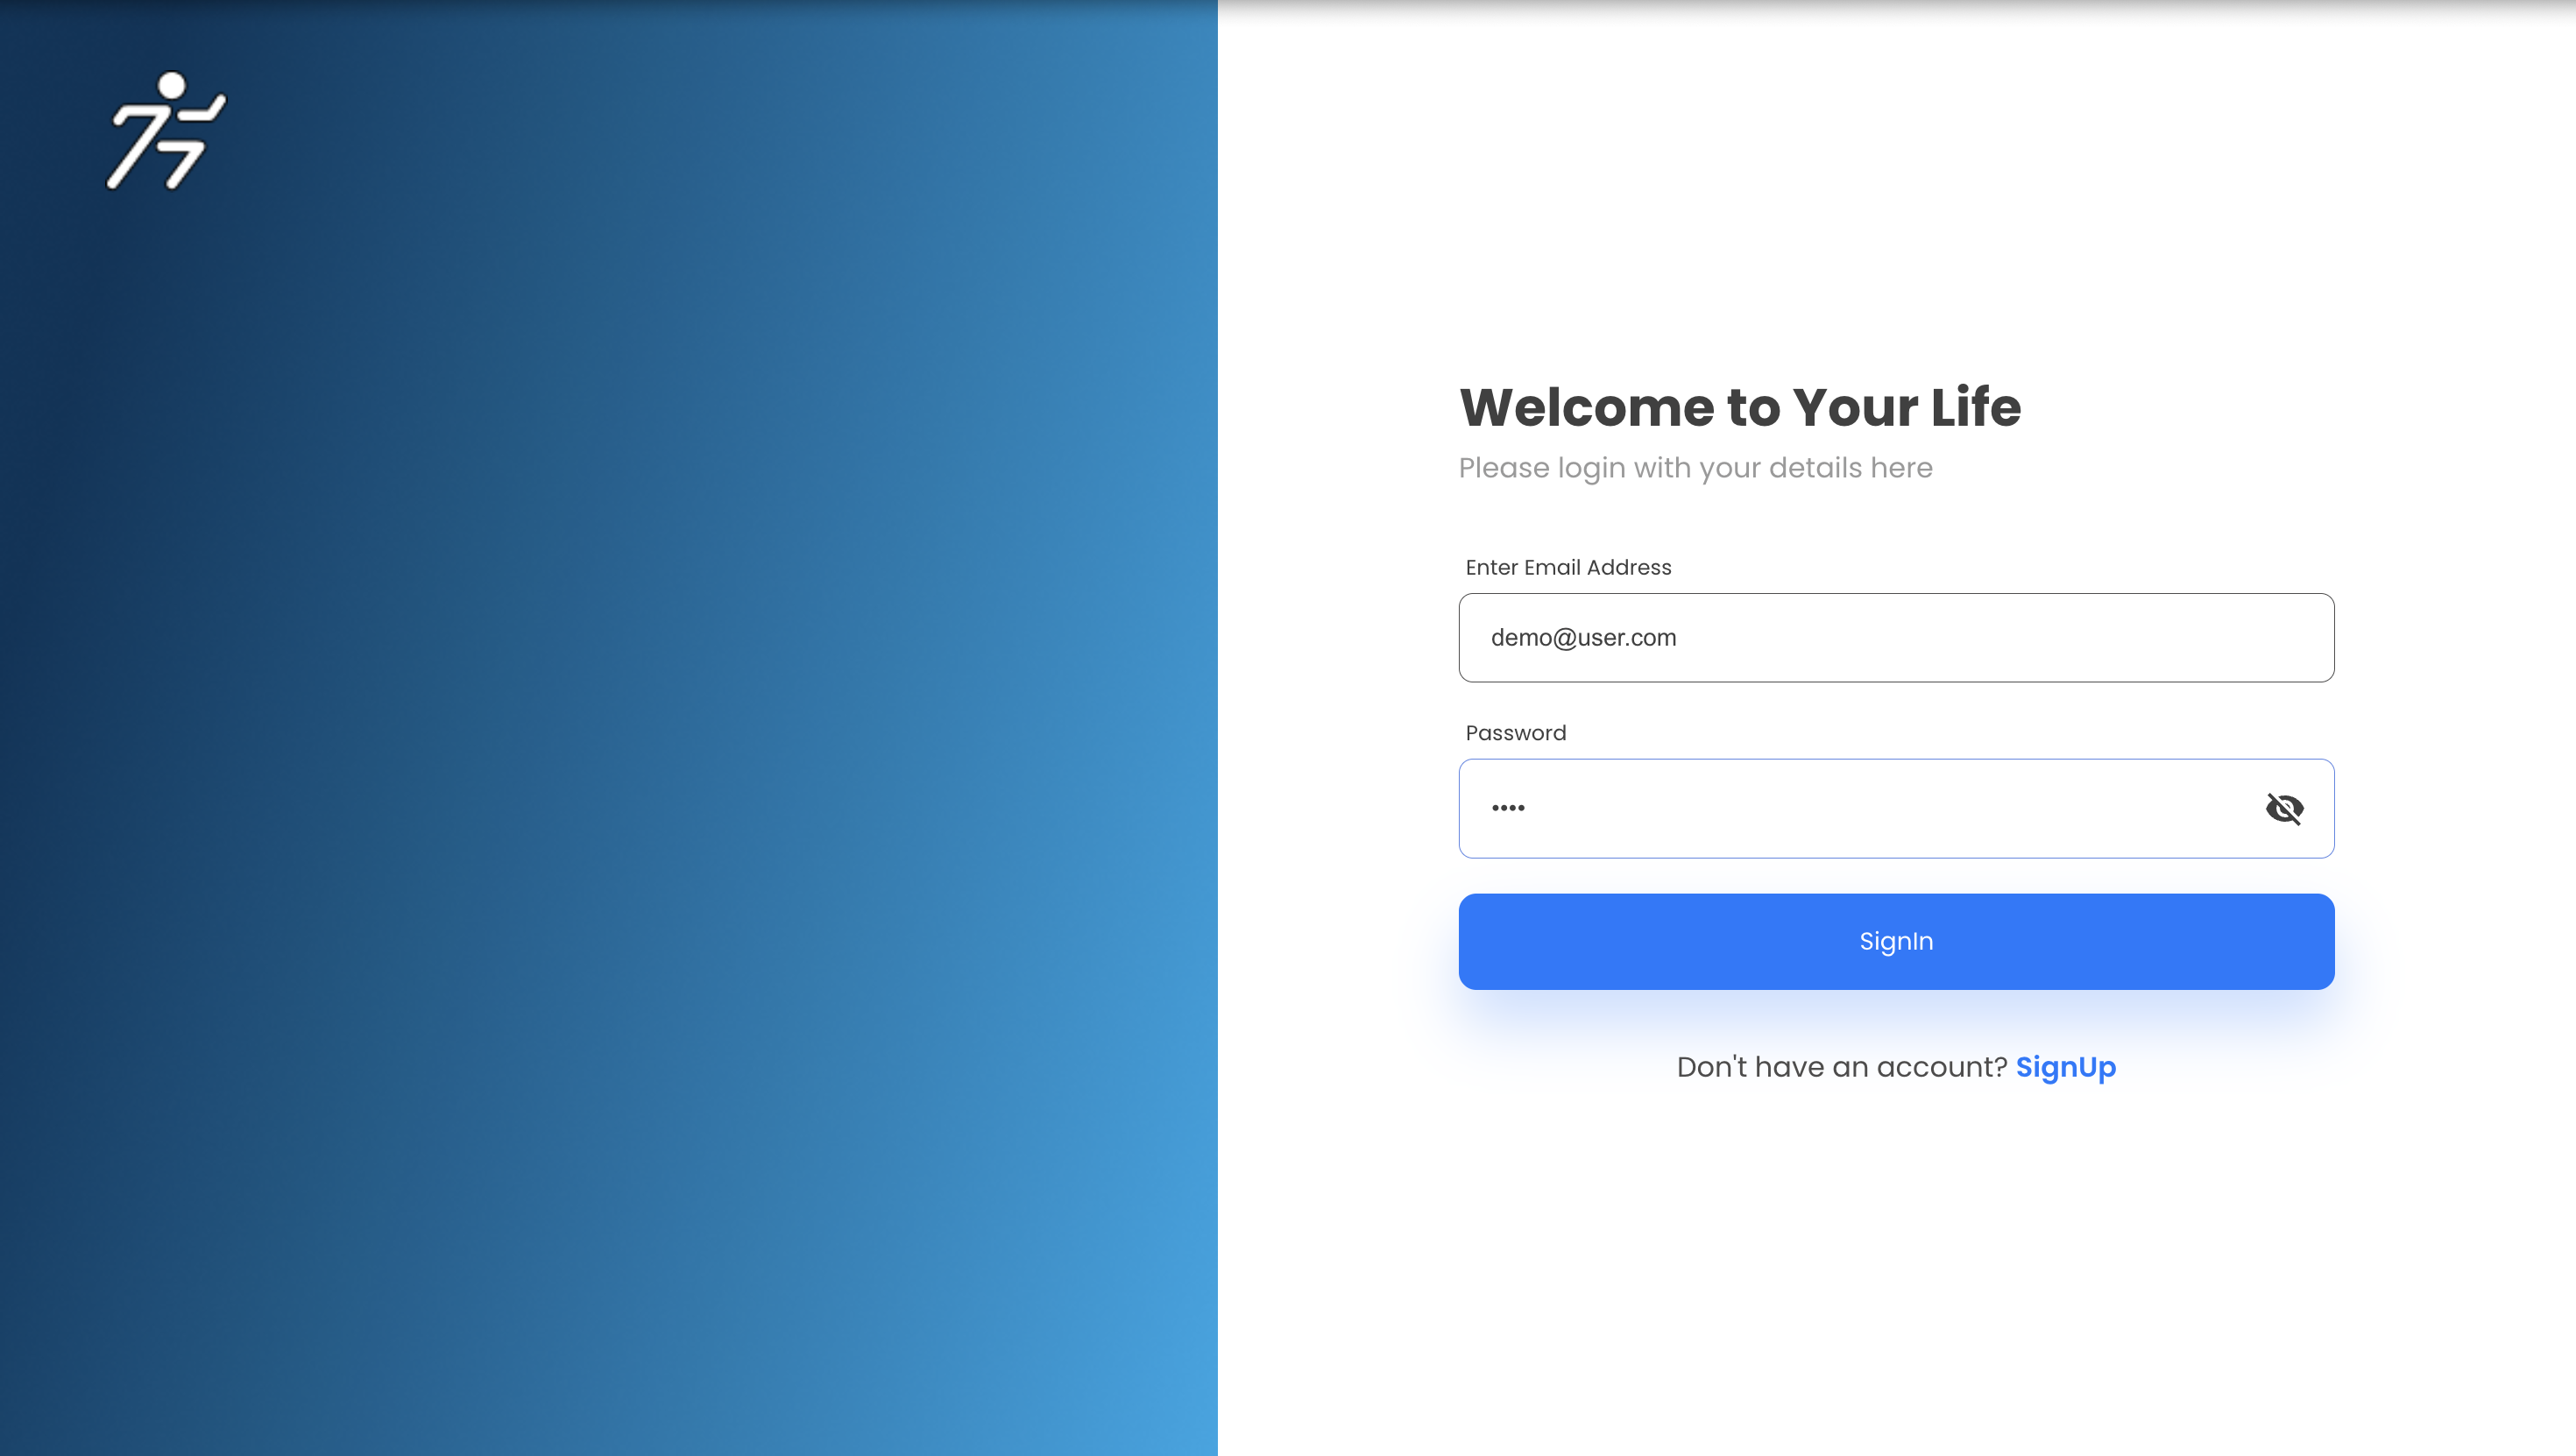 Welcome to Your Life
Please login with your details here
Enter Email Address
demo@user.com
Password
••••
SignIn
Don't have an account? SignUp